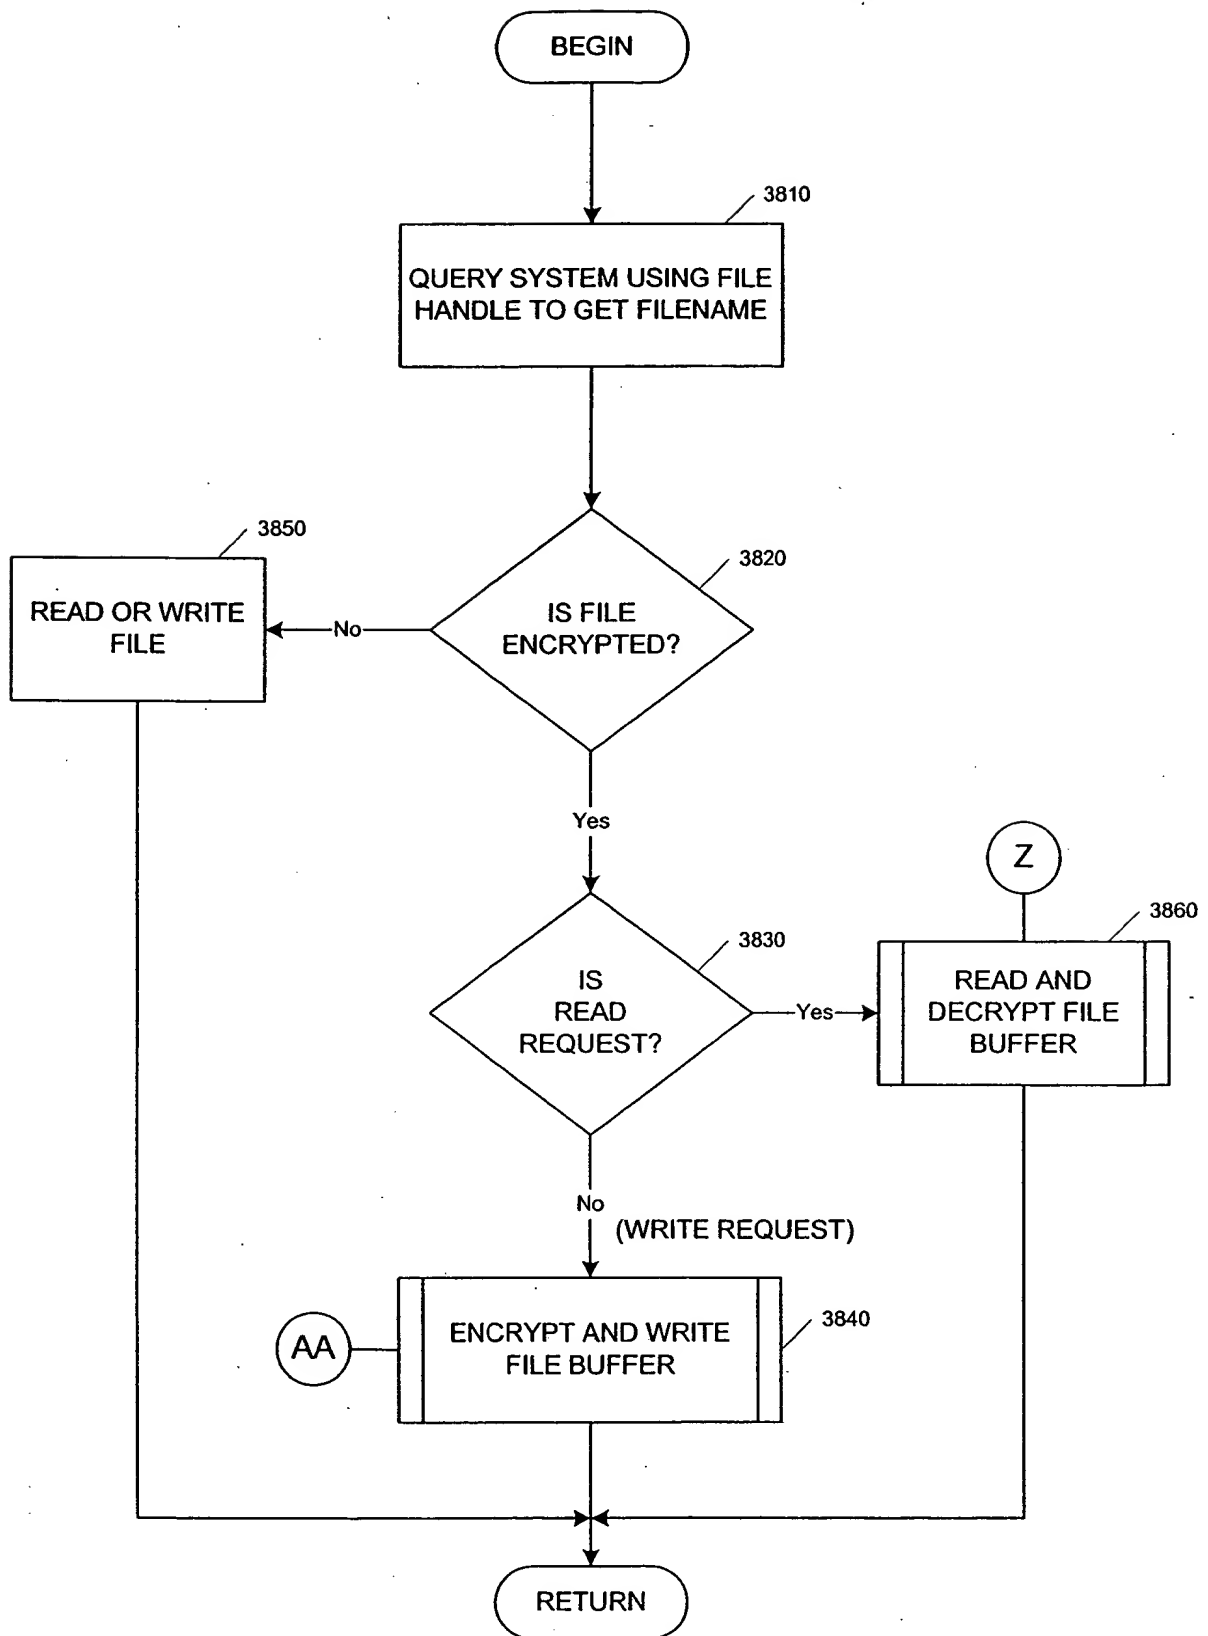 BEGIN
3810
QUERY SYSTEM USING FILE
HANDLE TO GET FILENAME
3850
READ OR WRITE
FILE
No
3820
IS FILE
ENCRYPTED?
Yes
Z
3860
READ AND
DECRYPT FILE
BUFFER
3830
IS
READ
REQUEST?
Yes
No
(WRITE REQUEST)
AA
ENCRYPT AND WRITE
FILE BUFFER
3840
RETURN